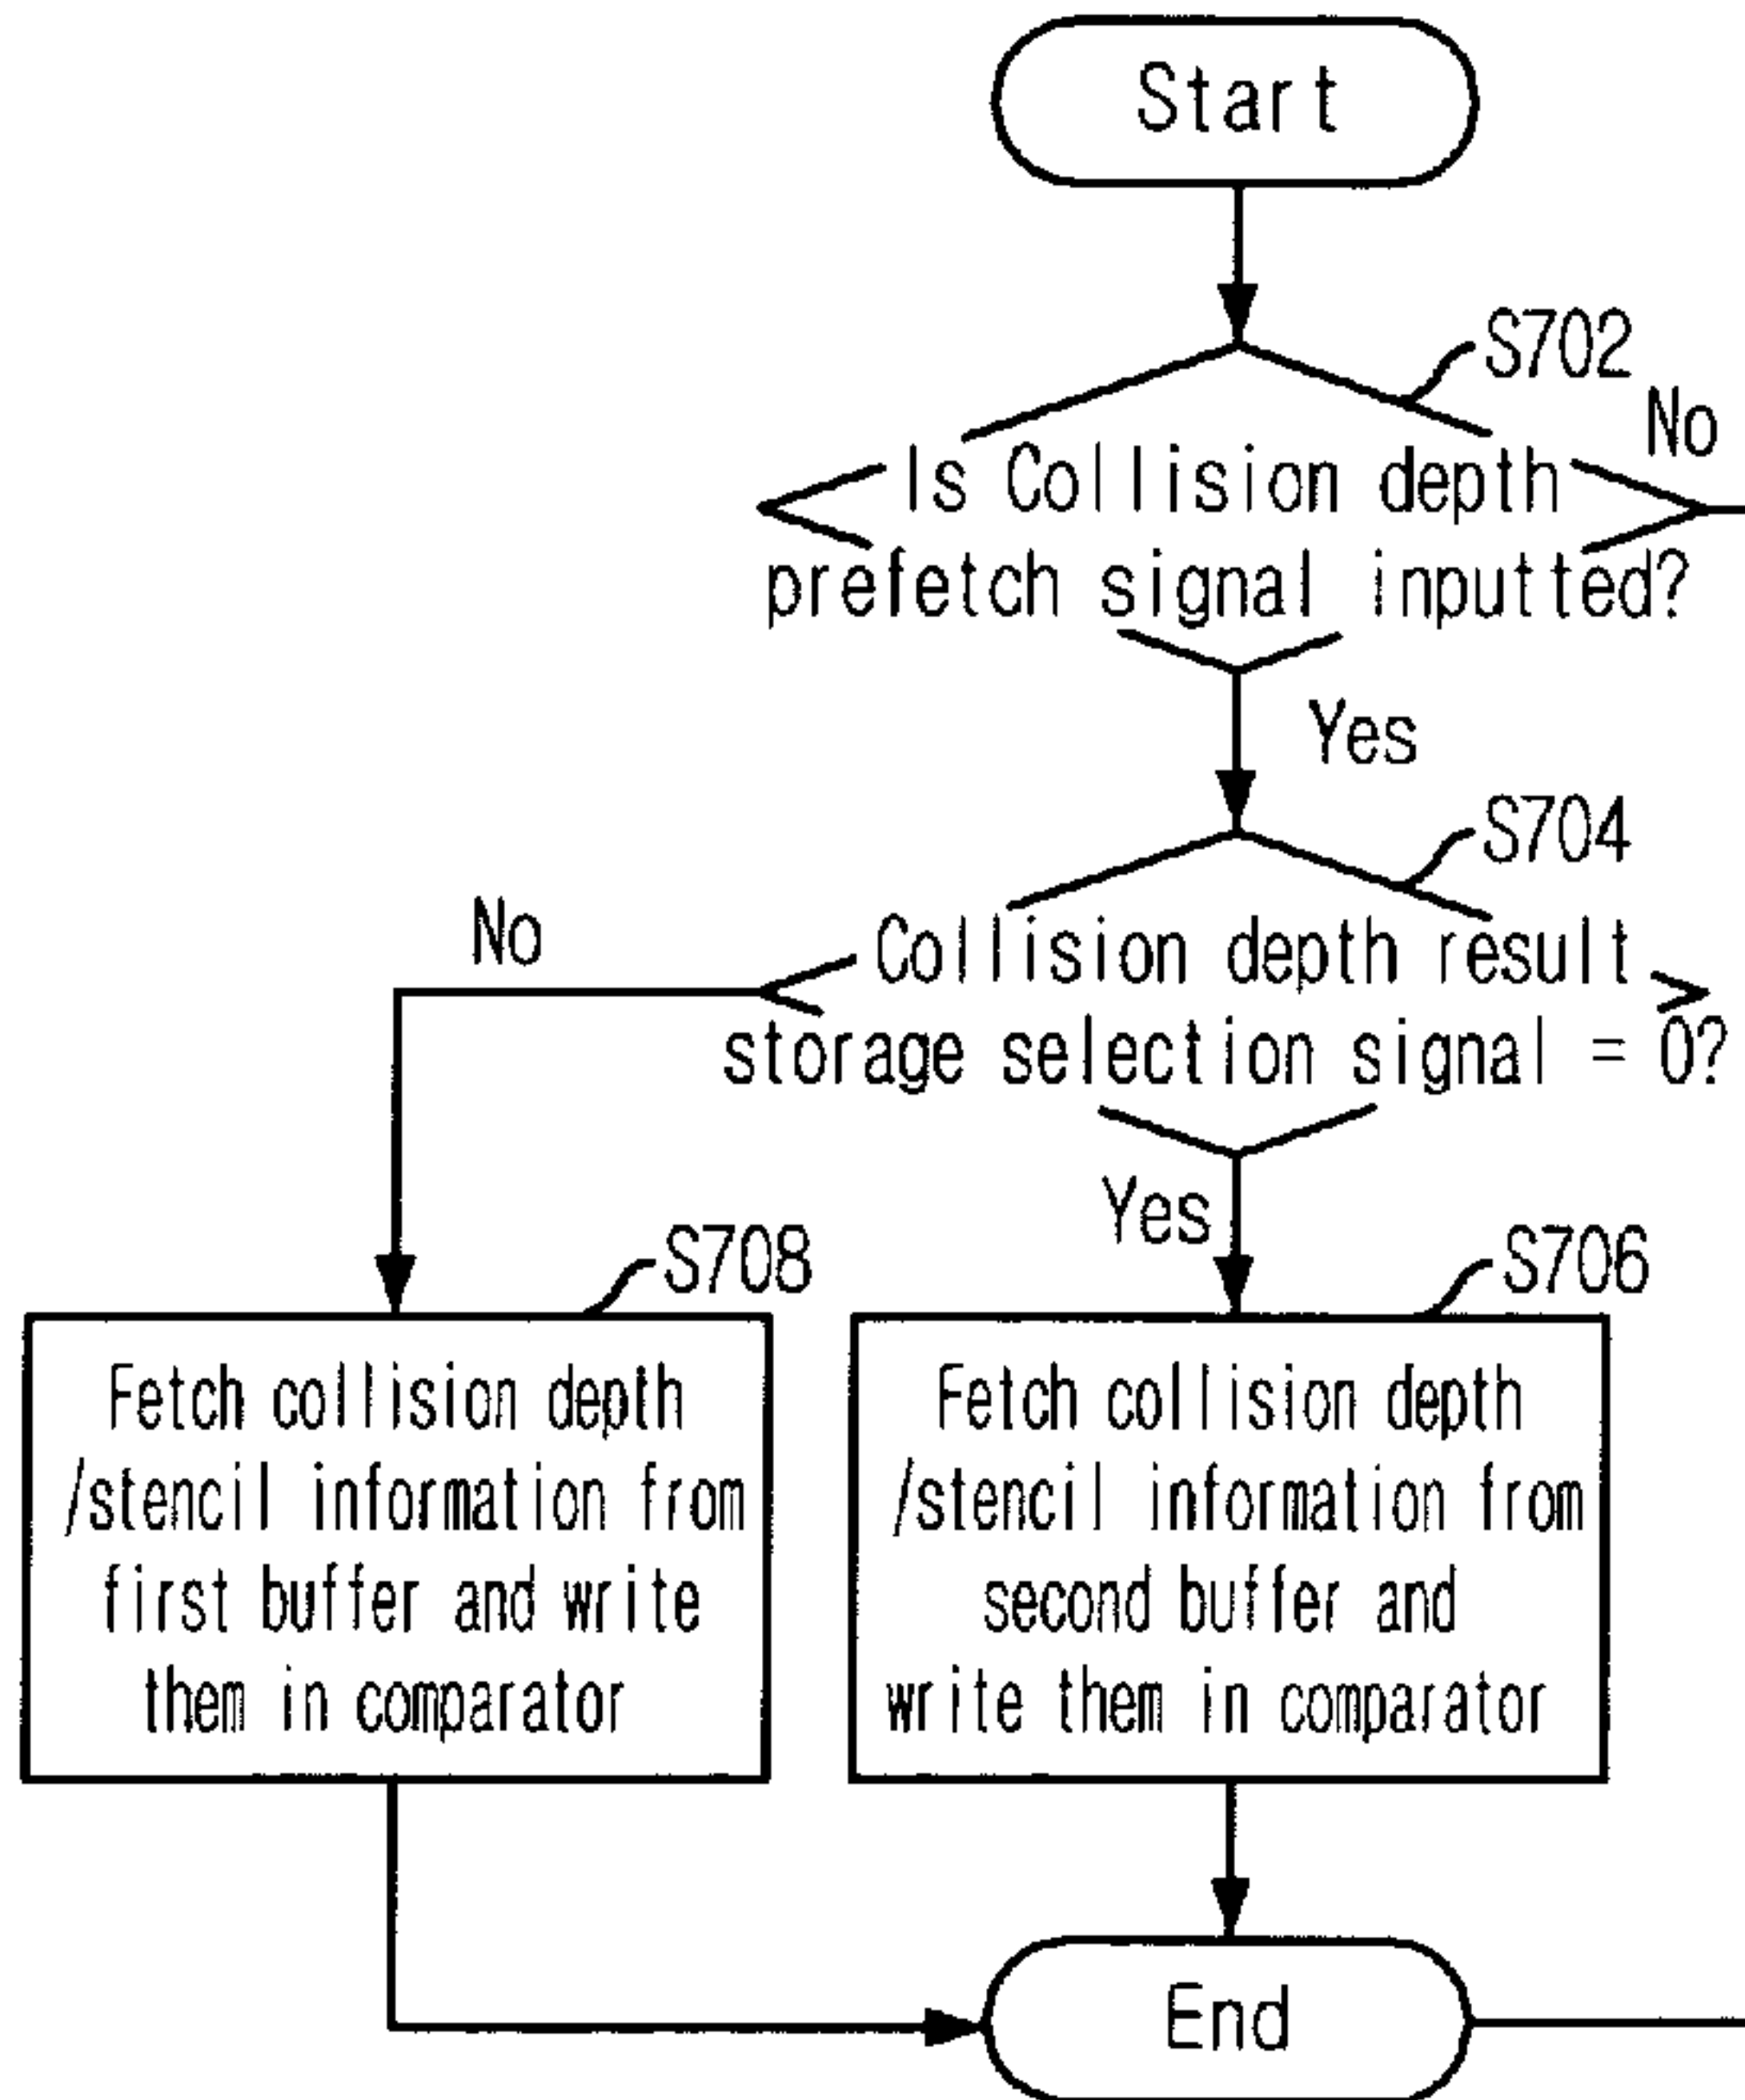 Start
S702
No
Is Collision depth
prefetch signal inputted?
Yes
S704
No
Collision depth result
storage selection signal = 0?
Yes
S708
S706
Fetch collision depth
/stencil information from
first buffer and write
them in comparator
Fetch collision depth
/stencil information from
second buffer and
write them in comparator
End